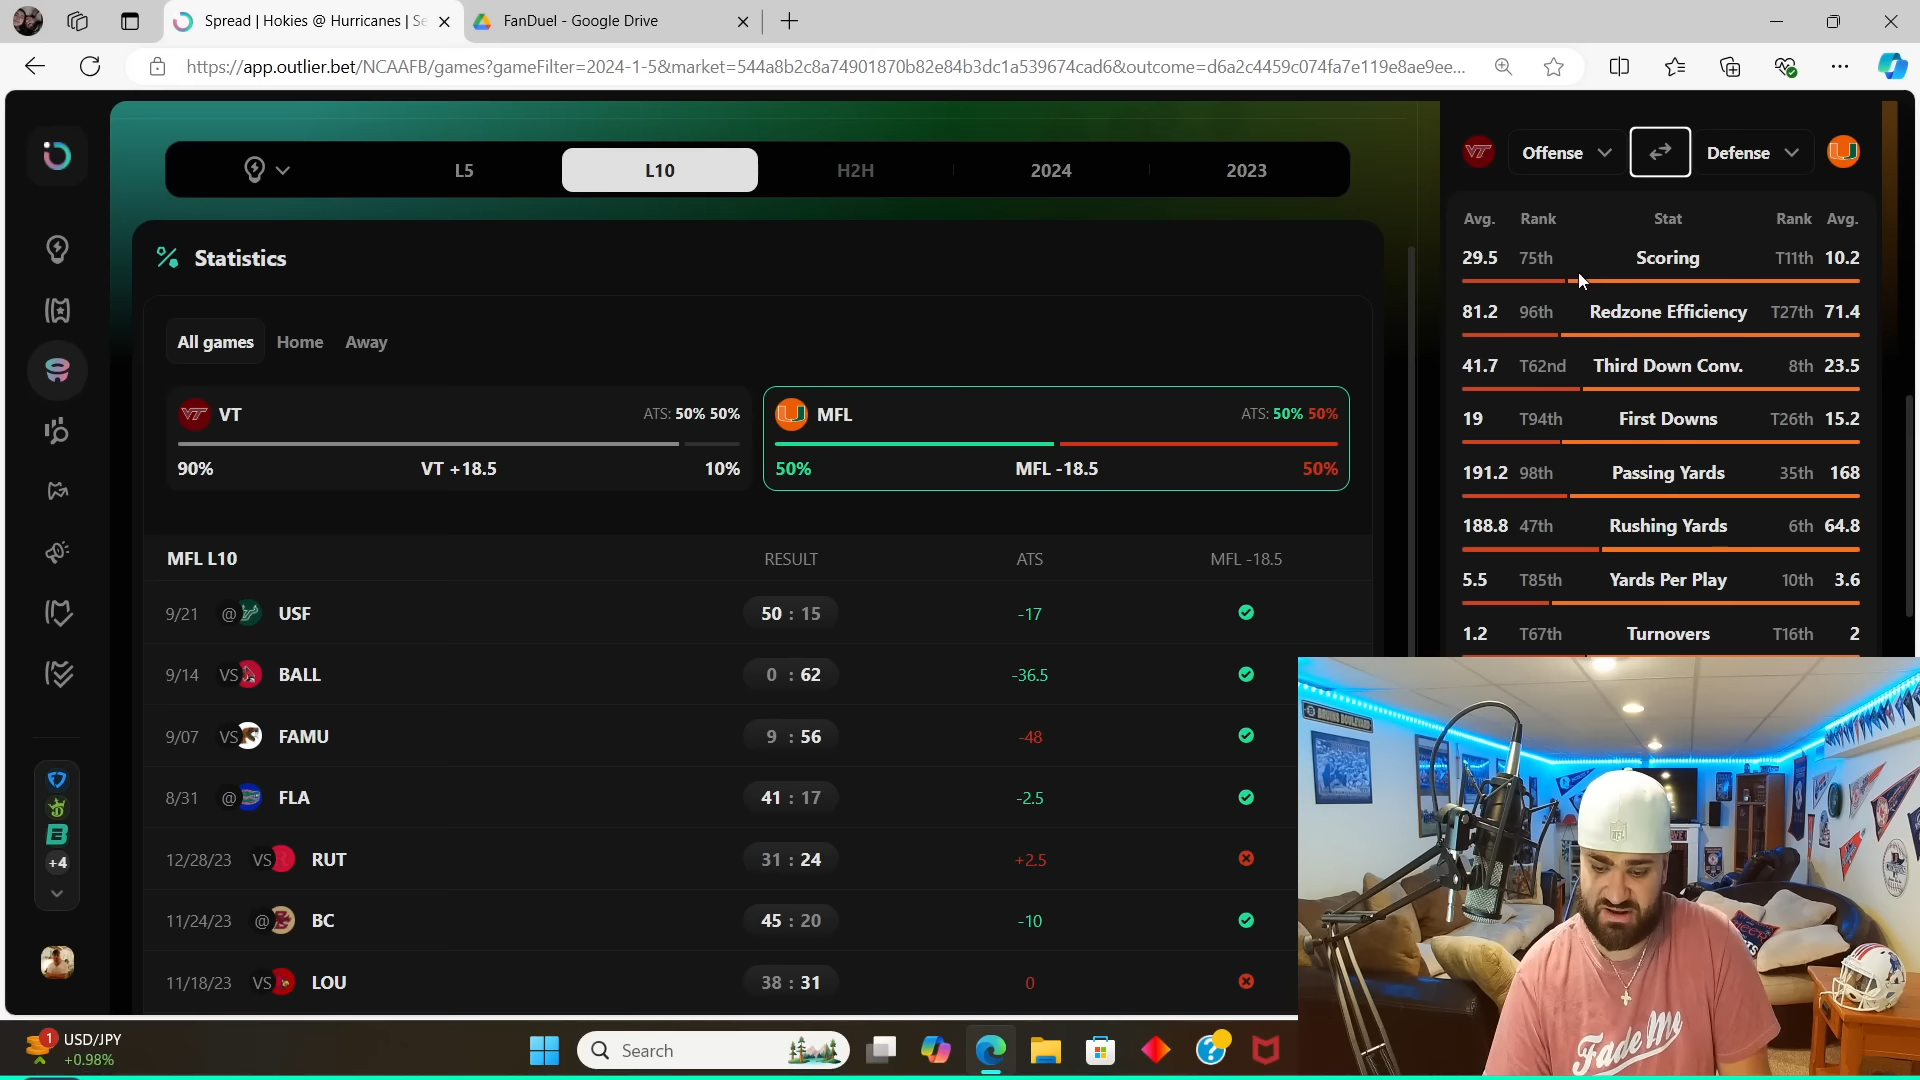 Spread | Hokies @ Hurricanes | Se
FanDuel - Google Drive
https://app.outlier.bet/NCAAFB/games?gameFilter=2024-1-5&market=544a8b2c8a74901870b82e84b3dc1a539674cad6&outcome=d6a2c4459c074fa7e119e8ae9ee...
L5 L10 H2H 2024 2023
Statistics
All games Home Away
VT ATS: 50% 50%
90% VT +18.5 10%
MFL ATS: 50% 50%
50% MFL -18.5 50%
MFL L10 RESULT ATS MFL -18.5
9/21 @ USF 50 : 15 -17
9/14 VS BALL 0 : 62 -36.5
9/07 VS FAMU 9 : 56 -48
8/31 @ FLA 41 : 17 -2.5
12/28/23 VS RUT 31 : 24 +2.5
11/24/23 @ BC 45 : 20 -10
11/18/23 VS LOU 38 : 31 0
VT Offense Defense U
Avg. Rank Stat Rank Avg.
29.5 75th Scoring T11th 10.2
81.2 96th Redzone Efficiency T27th 71.4
41.7 T62nd Third Down Conv. 8th 23.5
19 T94th First Downs T26th 15.2
191.2 98th Passing Yards 35th 168
188.8 47th Rushing Yards 6th 64.8
5.5 T85th Yards Per Play 10th 3.6
1.2 T67th Turnovers T16th 2
+4
BRUINS BOULEVARD
NFL
Fade Me
1
USD/JPY
+0.98%
Search